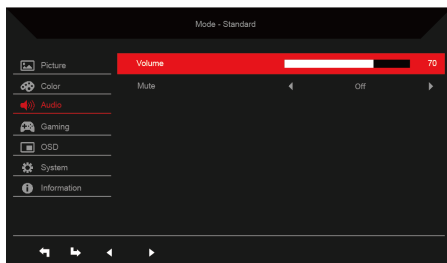 Mode - Standard
Picture
Volume 70
Color
Mute Off
Audio
Gaming
OSD
System
Information